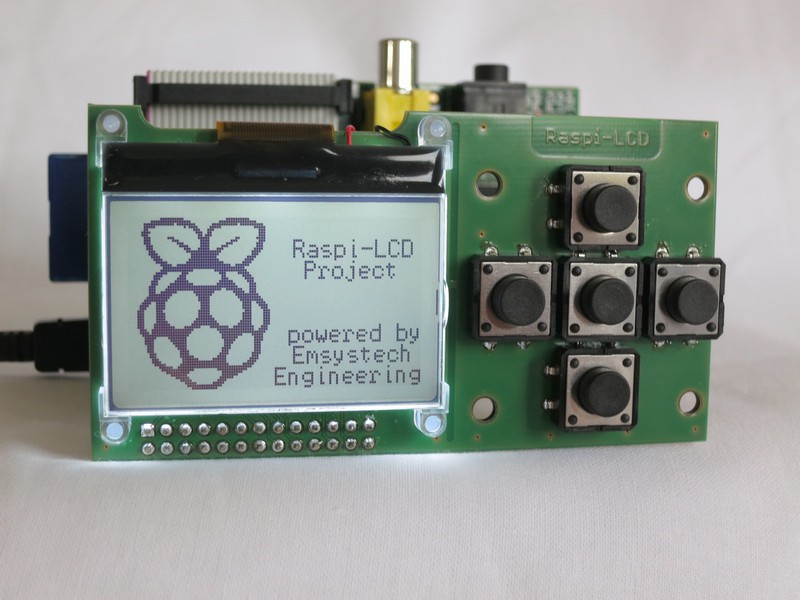 Raspi-LCD
Raspi-LCD
Project
powered by
Emsystech
Engineering